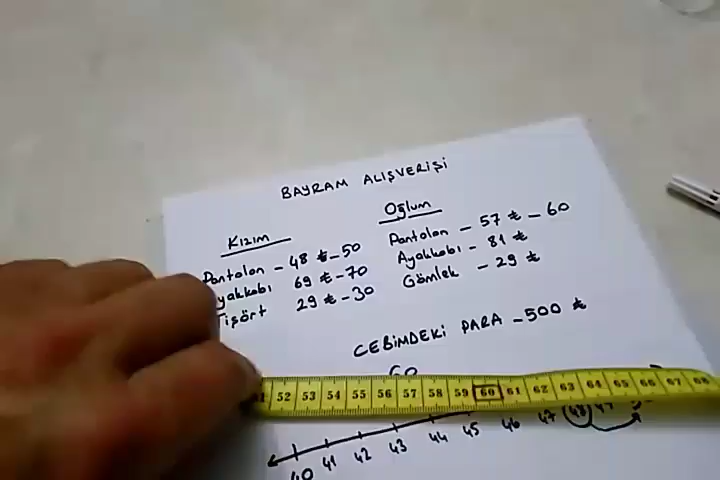 BAYRAM ALIŞVERİŞİ
Kızım
Pantolon - 48 ₺ - 50
Ayakkabı 69 ₺ - 70
Tişört 29 ₺ - 30
Oğlum
Pantolon - 57 ₺ - 60
Ayakkabı - 81 ₺
Gömlek - 29 ₺
CEBİMDEKİ PARA - 500 ₺
60
52 53 54 55 56 57 58 59 60 61 62 63 64 65 66 67 68
40 41 42 43 44 45 46 47 48 49